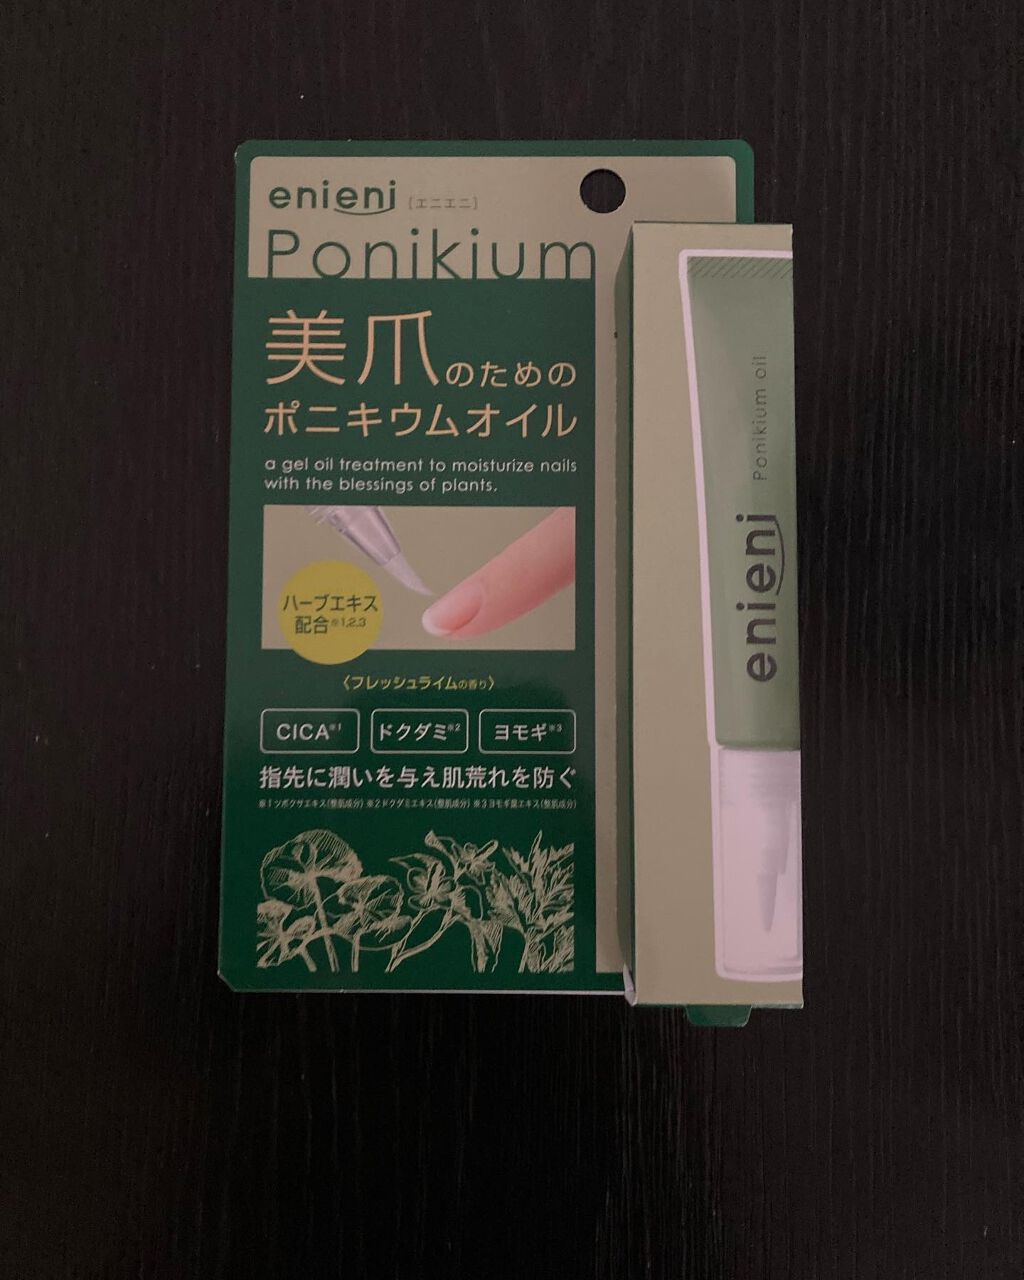 enieni [エニエニ]
Ponikium
美爪のための
ポニキウムオイル
a gel oil treatment to moisturize nails
with the blessings of plants.
ハーブエキス
配合※1,2,3
〈フレッシュライムの香り〉
CICA※1 ドクダミ※2 ヨモギ※3
指先に潤いを与え肌荒れを防ぐ
※1ツボクサエキス(整肌成分) ※2ドクダミエキス(整肌成分) ※3ヨモギ葉エキス(整肌成分)
enieni Ponikium oil